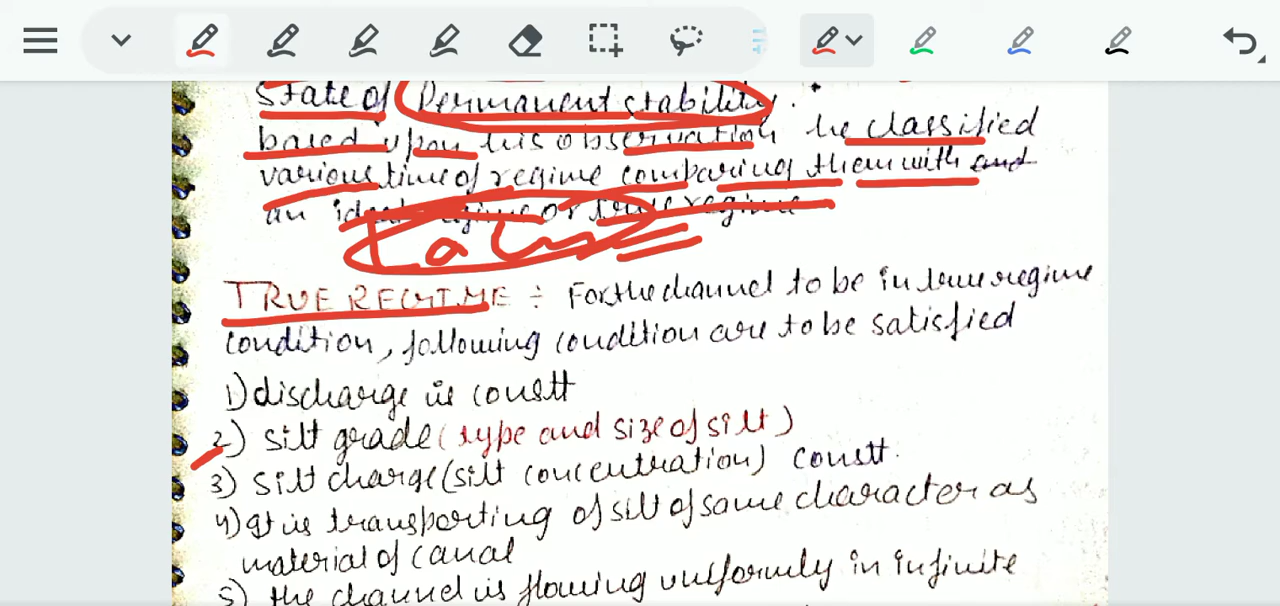 state of permanent stability.
based upon his observation he classified
various time of regime comparing them with and
an ideal regime or true regime
TRUE REGIME ÷ For the channel to be in true regime
condition, following condition are to be satisfied
1) discharge is constt
2) silt grade (type and size of silt)
3) silt charge (silt concentration) constt.
4) It is transporting of silt of same character as
material of canal
5) the channel is flowing uniformly in infinite